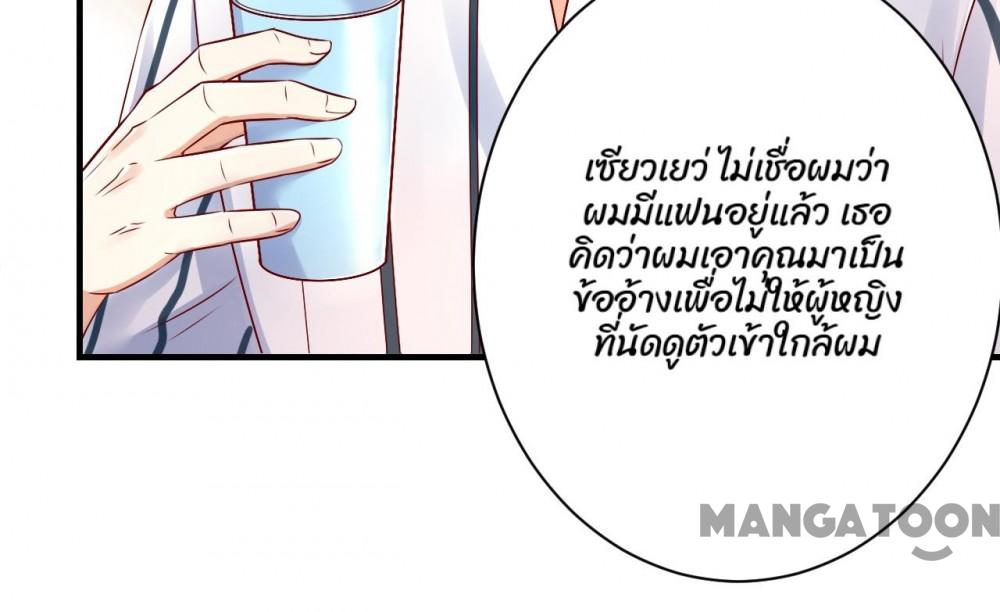 เซียวเยว่ ไม่เชื่อผมว่า
ผมมีแฟนอยู่แล้ว เธอ
คิดว่าผมเอาคุณมาเป็น
ข้ออ้างเพื่อไม่ให้ผู้หญิง
ที่นัดดูตัวเข้าใกล้ผม
MANGATOON